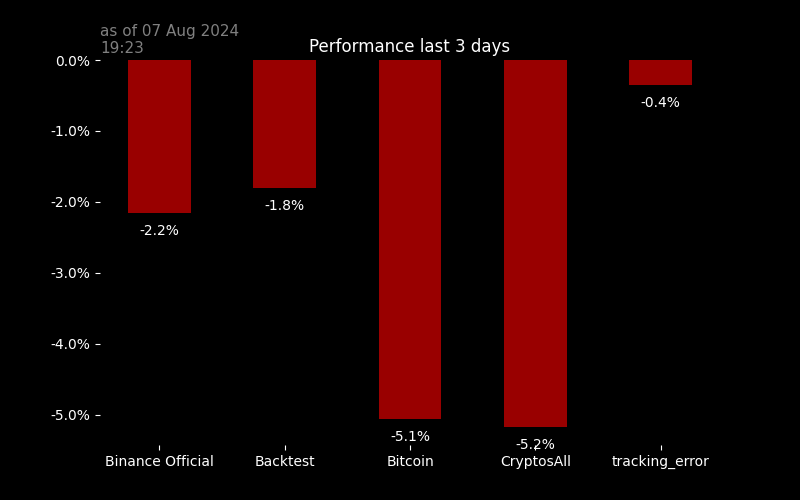 as of 07 Aug 2024
19:23
Performance last 3 days
0.0%
-1.0%
-2.0%
-3.0%
-4.0%
-5.0%
-2.2%
-1.8%
-5.1%
-5.2%
-0.4%
Binance Official
Backtest
Bitcoin
CryptosAll
tracking_error